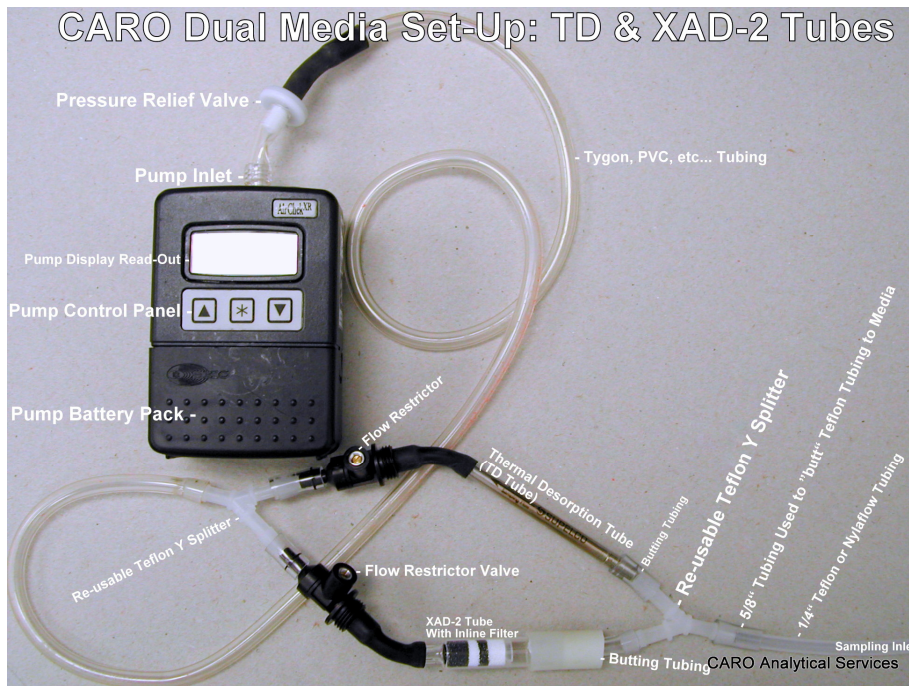 CARO Dual Media Set-Up: TD & XAD-2 Tubes
Pressure Relief Valve -
- Tygon, PVC, etc... Tubing
Pump Inlet -
AirChek XR
Pump Display Read-Out -
Pump Control Panel -
Pump Battery Pack -
- Flow Restrictor
Thermal Desorption Tube
(TD Tube)
- Butting Tubing
- Re-usable Teflon Y Splitter
- 5/8" Tubing Used to "butt" Teflon Tubing to Media
- 1/4" Teflon or Nylaflow Tubing
Re-usable Teflon Y Splitter -
- Flow Restrictor Valve
XAD-2 Tube
With Inline Filter
Sampling Inle
- Butting Tubing
CARO Analytical Services